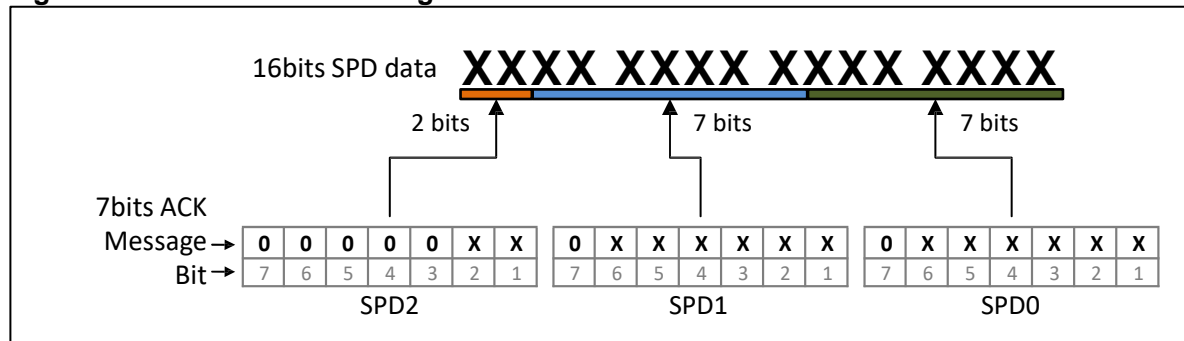 16bits SPD data XXXX XXXX XXXX XXXX
2 bits 7 bits 7 bits
7bits ACK
Message 0 0 0 0 0 X X 0 X X X X X X 0 X X X X X X
Bit 7 6 5 4 3 2 1 7 6 5 4 3 2 1 7 6 5 4 3 2 1
SPD2 SPD1 SPD0